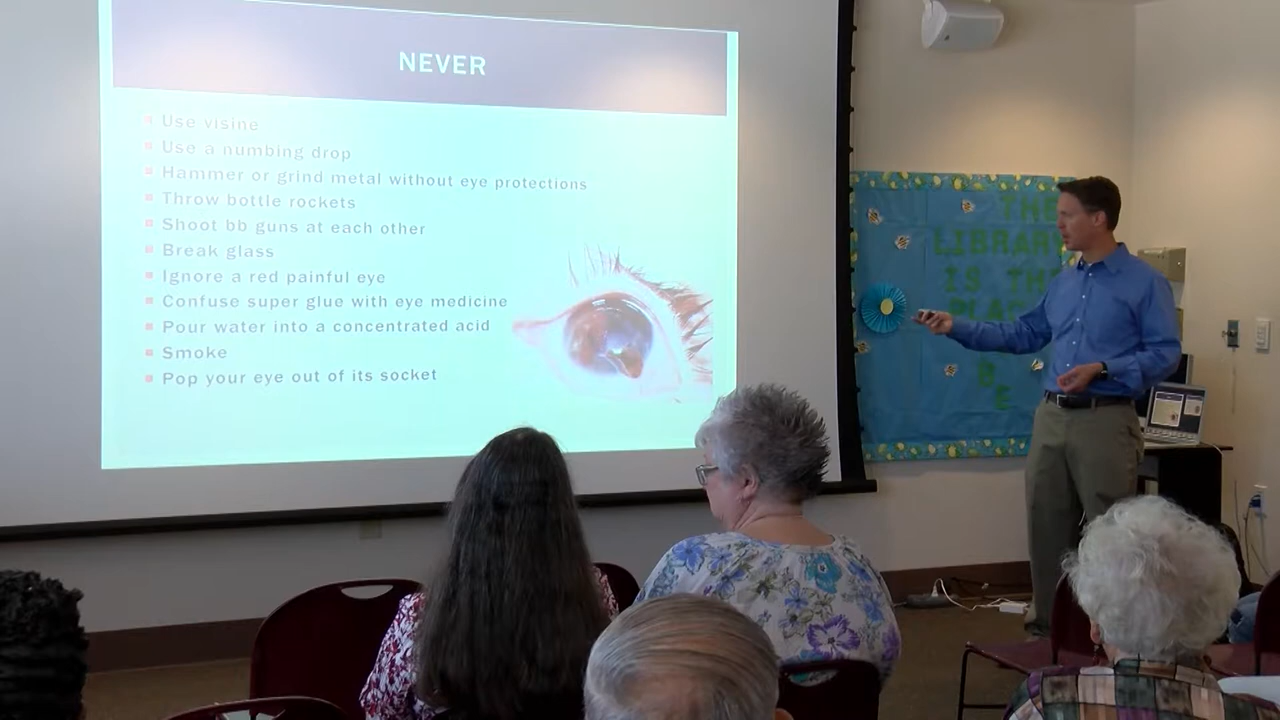 NEVER
Use visine
Use a numbing drop
Hammer or grind metal without eye protections
Throw bottle rockets
Shoot bb guns at each other
Break glass
Ignore a red painful eye
Confuse super glue with eye medicine
Pour water into a concentrated acid
Smoke
Pop your eye out of its socket
THE
LIBRARY
IS THE